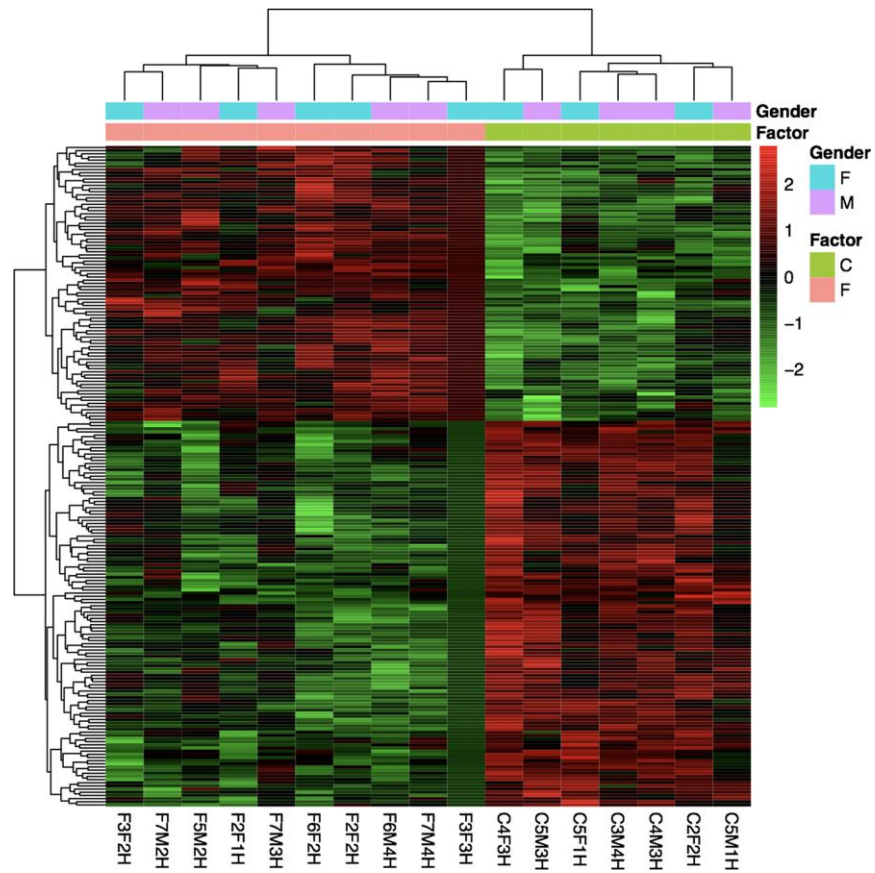 Gender
Factor
Gender
F
M
Factor
C
F
2
1
0
−1
−2
F3F2H
F7M2H
F5M2H
F2F1H
F7M3H
F6F2H
F2F2H
F6M4H
F7M4H
F3F3H
C4F3H
C5M3H
C5F1H
C3M4H
C4M3H
C2F2H
C5M1H